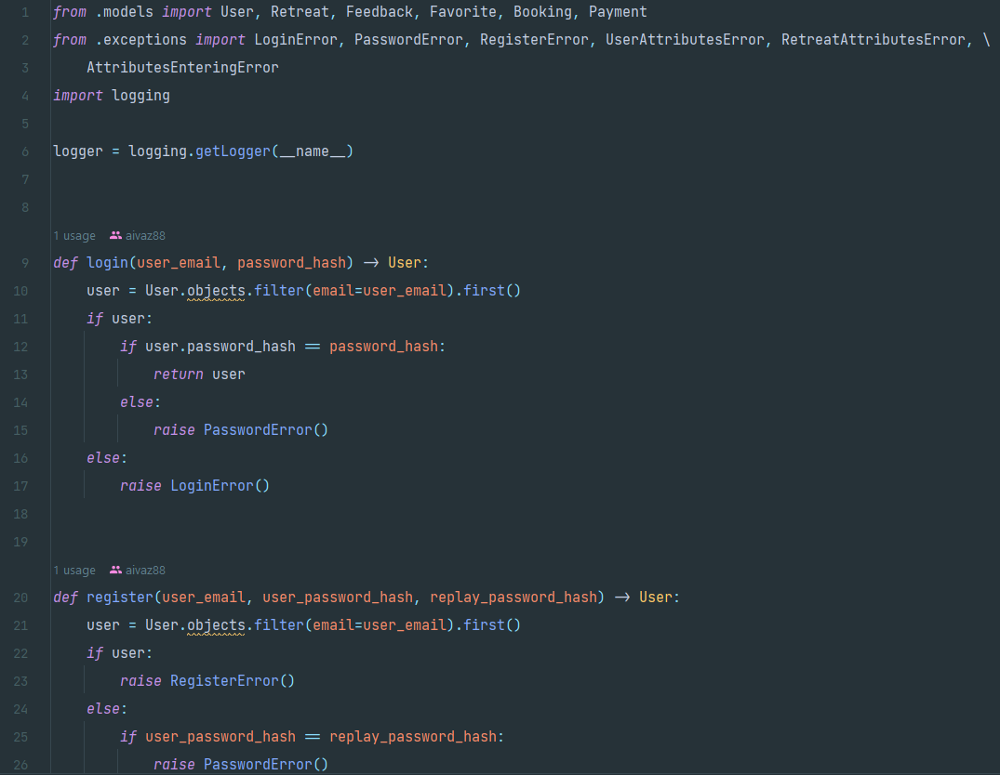 1 from .models import User, Retreat, Feedback, Favorite, Booking, Payment
2 from .exceptions import LoginError, PasswordError, RegisterError, UserAttributesError, RetreatAttributesError, \
3     AttributesEnteringError
4 import logging
5
6 logger = logging.getLogger(__name__)
7
8
1 usage aivaz88
9 def login(user_email, password_hash) -> User:
10     user = User.objects.filter(email=user_email).first()
11     if user:
12         if user.password_hash == password_hash:
13             return user
14         else:
15             raise PasswordError()
16     else:
17         raise LoginError()
18
19
1 usage aivaz88
20 def register(user_email, user_password_hash, replay_password_hash) -> User:
21     user = User.objects.filter(email=user_email).first()
22     if user:
23         raise RegisterError()
24     else:
25         if user_password_hash == replay_password_hash:
26             raise PasswordError()